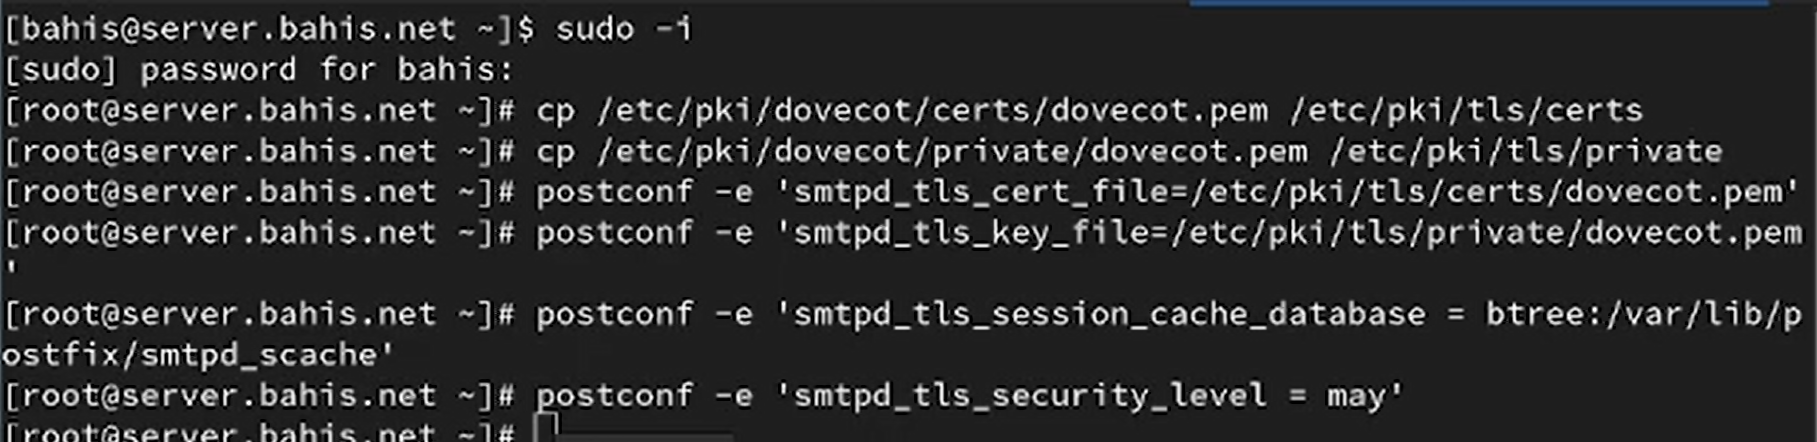 [bahis@server.bahis.net ~]$ sudo -i
[sudo] password for bahis:
[root@server.bahis.net ~]# cp /etc/pki/dovecot/certs/dovecot.pem /etc/pki/tls/certs
[root@server.bahis.net ~]# cp /etc/pki/dovecot/private/dovecot.pem /etc/pki/tls/private
[root@server.bahis.net ~]# postconf -e 'smtpd_tls_cert_file=/etc/pki/tls/certs/dovecot.pem'
[root@server.bahis.net ~]# postconf -e 'smtpd_tls_key_file=/etc/pki/tls/private/dovecot.pem
'
[root@server.bahis.net ~]# postconf -e 'smtpd_tls_session_cache_database = btree:/var/lib/p
ostfix/smtpd_scache'
[root@server.bahis.net ~]# postconf -e 'smtpd_tls_security_level = may'
[root@server.bahis.net ~]#